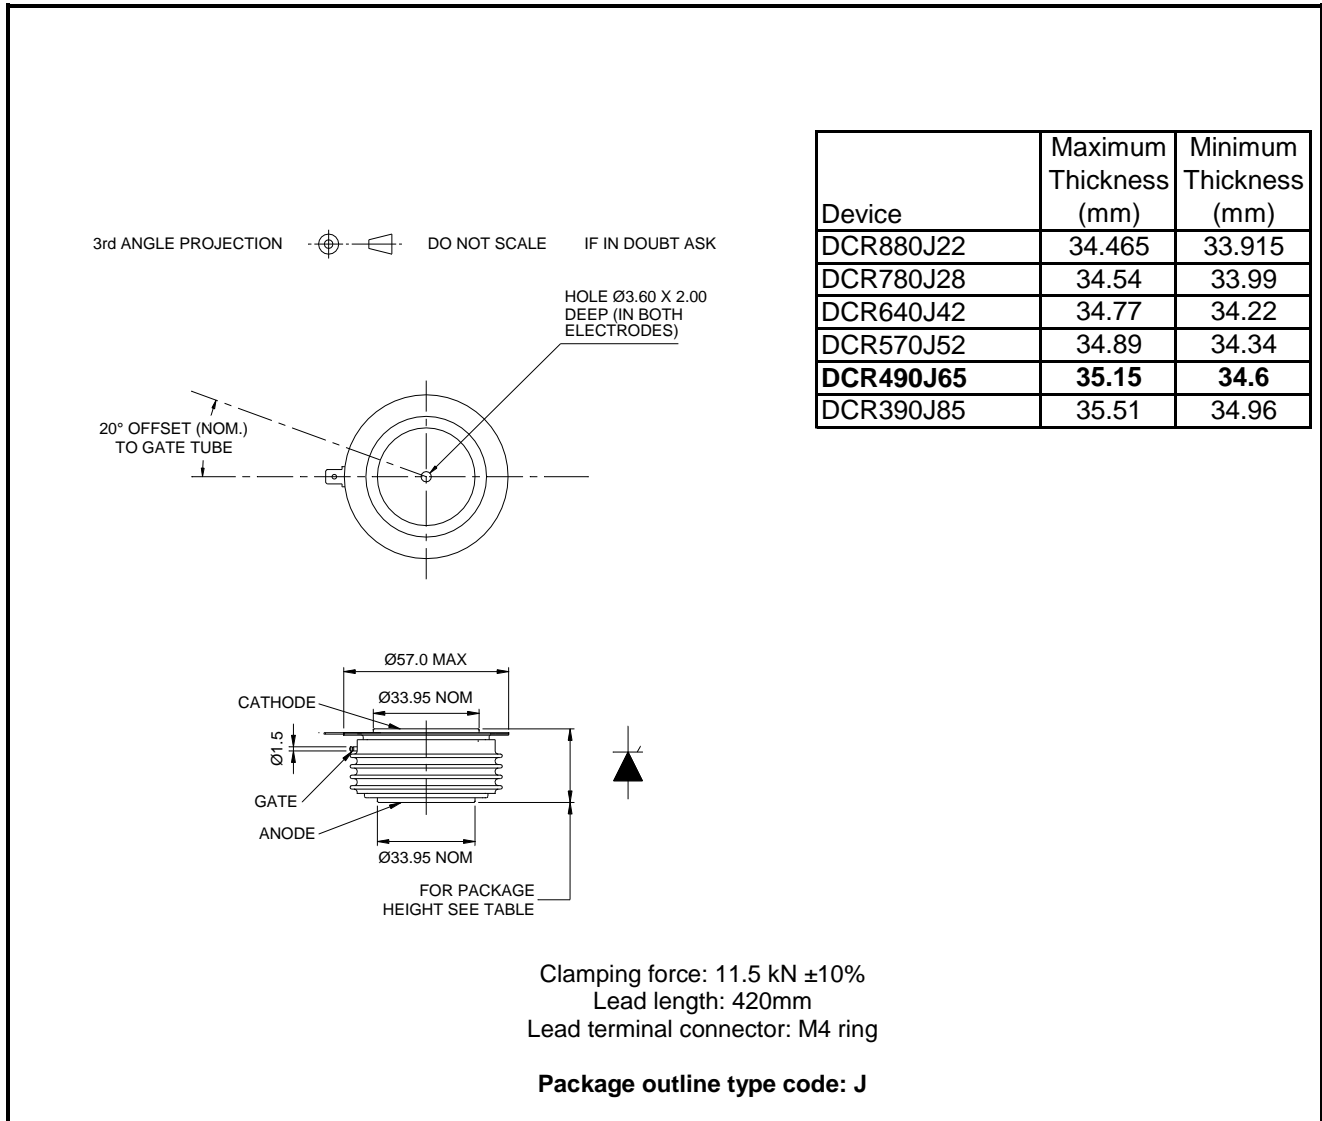 Device Maximum Thickness (mm) Minimum Thickness (mm)
DCR880J22 34.465 33.915
DCR780J28 34.54 33.99
DCR640J42 34.77 34.22
DCR570J52 34.89 34.34
DCR490J65 35.15 34.6
DCR390J85 35.51 34.96
3rd ANGLE PROJECTION DO NOT SCALE IF IN DOUBT ASK
HOLE Ø3.60 X 2.00
DEEP (IN BOTH
ELECTRODES)
20° OFFSET (NOM.)
TO GATE TUBE
Ø57.0 MAX
CATHODE
Ø33.95 NOM
Ø1.5
GATE
ANODE
Ø33.95 NOM
FOR PACKAGE
HEIGHT SEE TABLE
Clamping force: 11.5 kN ±10%
Lead length: 420mm
Lead terminal connector: M4 ring
Package outline type code: J